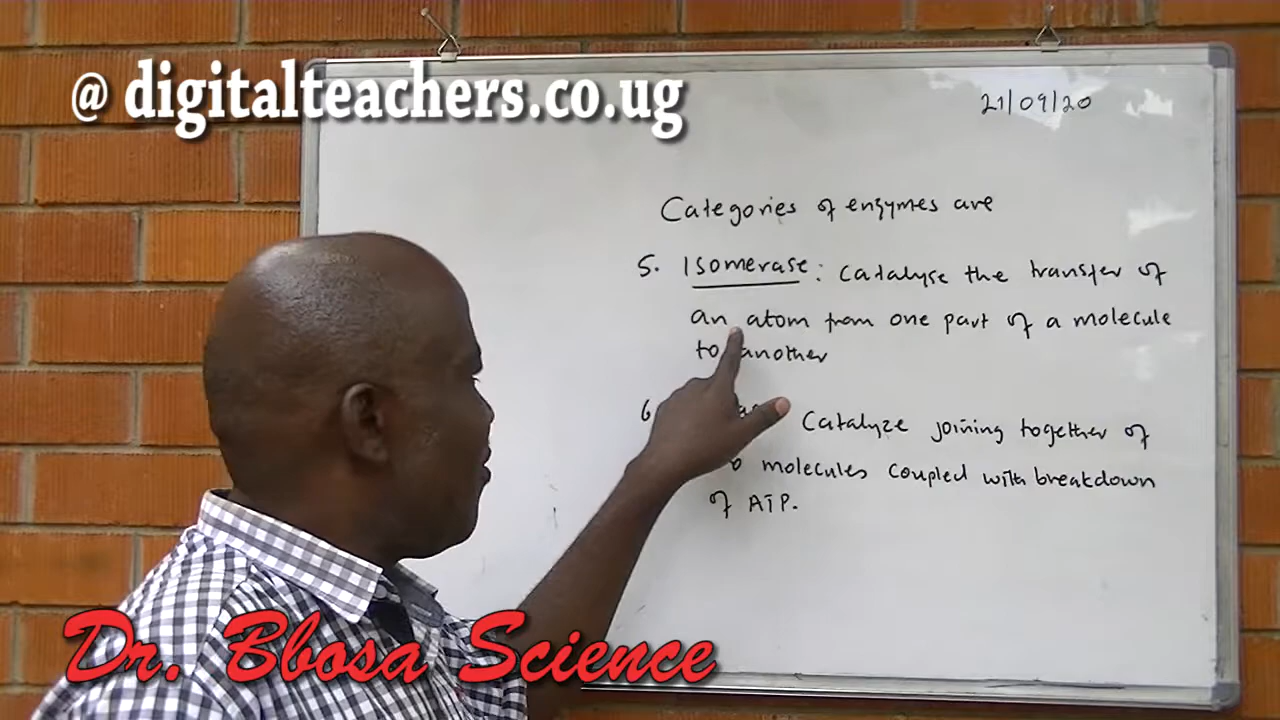 @ digitalteachers.co.ug
21/09/20
Categories of enzymes are
5. Isomerase: Catalyse the transfer of
an atom from one part of a molecule
to another
6. Catalyze joining together of
molecules coupled with breakdown
of ATP.
Dr. Bbosa Science